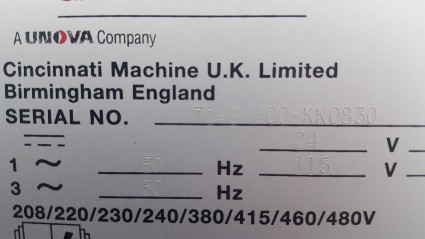 A UNOVA Company
Cincinnati Machine U.K. Limited
Birmingham England
SERIAL NO.
24 V
1 ~ 50 Hz 115 V
3 ~ 50 Hz
208/220/230/240/380/415/460/480V